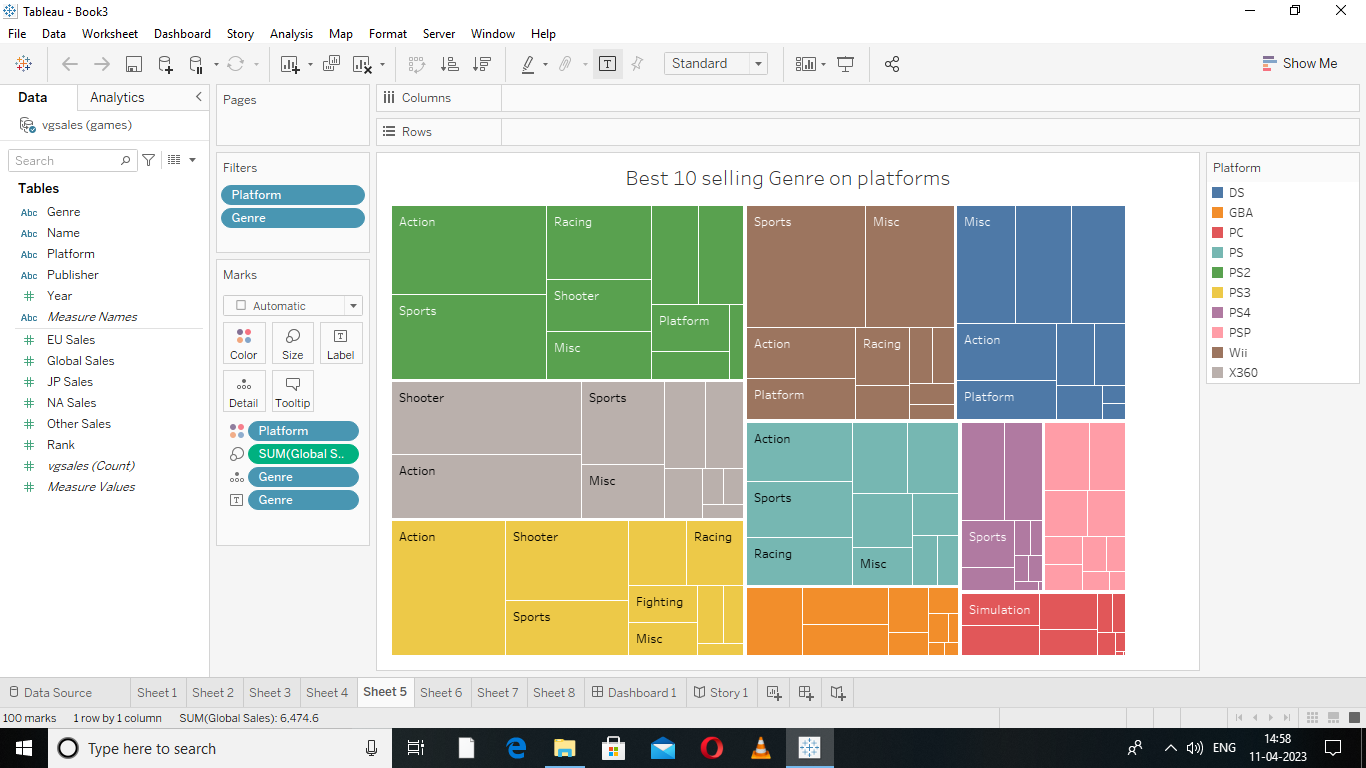 Tableau - Book3
File Data Worksheet Dashboard Story Analysis Map Format Server Window Help
Standard
Show Me
Data Analytics
vgsales (games)
Search
Tables
Abc Genre
Abc Name
Abc Platform
Abc Publisher
# Year
Abc Measure Names
# EU Sales
# Global Sales
# JP Sales
# NA Sales
# Other Sales
# Rank
# vgsales (Count)
# Measure Values
Pages
Filters
Platform
Genre
Marks
Automatic
Color Size Label
Detail Tooltip
Platform
SUM(Global S..
Genre
Genre
Columns
Rows
Best 10 selling Genre on platforms
Action Racing
Shooter
Sports Platform
Misc
Shooter Sports
Action Misc
Action Shooter Racing
Sports Fighting
Misc
Sports Misc
Action Racing
Platform
Misc
Action
Platform
Action
Sports
Racing Misc
Sports
Simulation
Platform
DS
GBA
PC
PS
PS2
PS3
PS4
PSP
Wii
X360
Data Source Sheet 1 Sheet 2 Sheet 3 Sheet 4 Sheet 5 Sheet 6 Sheet 7 Sheet 8 Dashboard 1 Story 1
100 marks 1 row by 1 column SUM(Global Sales): 6,474.6
Type here to search
ENG
14:58
11-04-2023